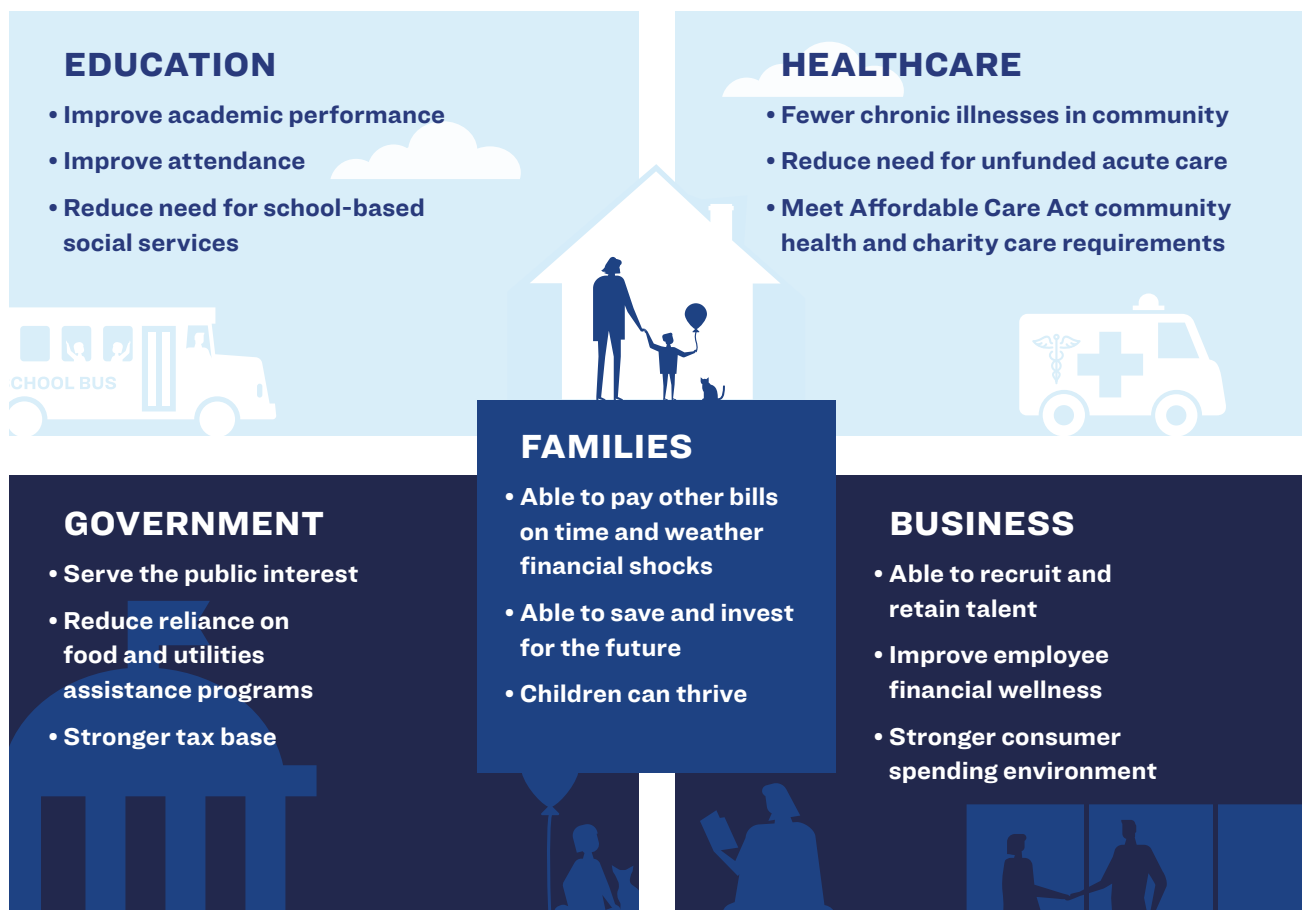 EDUCATION
• Improve academic performance
• Improve attendance
• Reduce need for school-based
social services
CHOOL BUS
HEALTHCARE
• Fewer chronic illnesses in community
• Reduce need for unfunded acute care
• Meet Affordable Care Act community
health and charity care requirements
FAMILIES
• Able to pay other bills
on time and weather
financial shocks
• Able to save and invest
for the future
• Children can thrive
GOVERNMENT
• Serve the public interest
• Reduce reliance on
food and utilities
assistance programs
• Stronger tax base
BUSINESS
• Able to recruit and
retain talent
• Improve employee
financial wellness
• Stronger consumer
spending environment